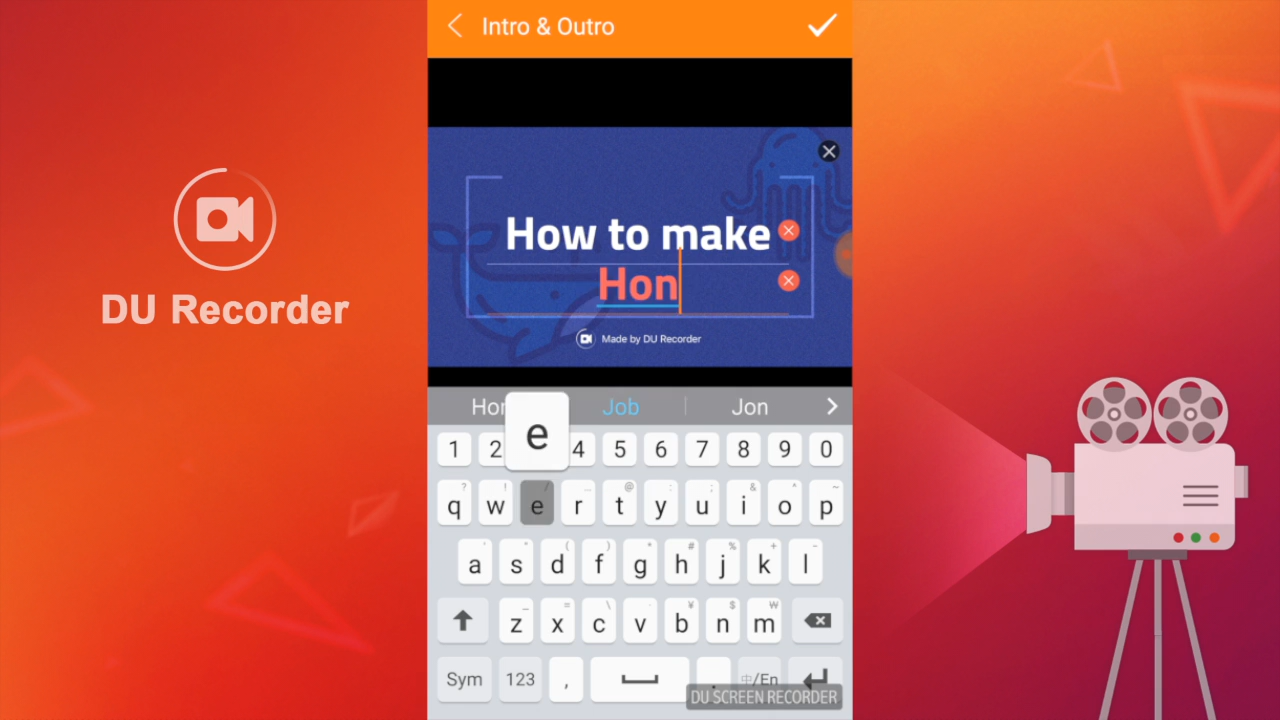 Intro & Outro
DU Recorder
How to make
Hon
Made by DU Recorder
Job Jon
e
1 2 4 5 6 7 8 9 0
q w e r t y u i o p
a s d f g h j k l
z x c v b n m
Sym 123 , . 中/En
DU SCREEN RECORDER